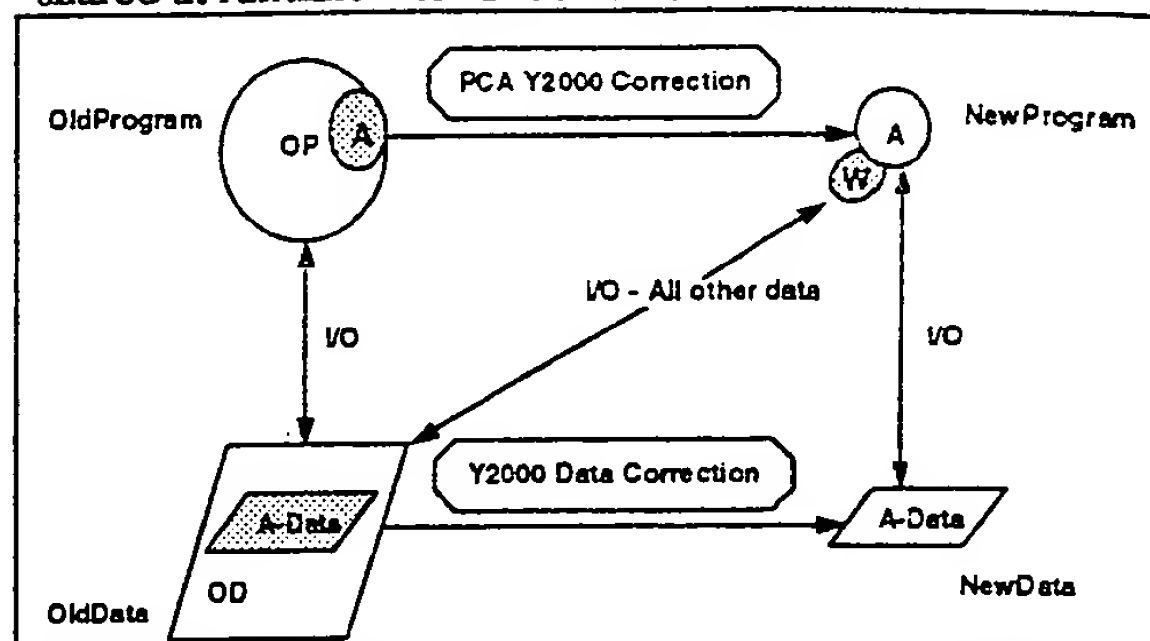 PCA Y2000 Correction
OldProgram
NewProgram
OP
A
A
W
I/O - All other data
I/O
I/O
Y2000 Data Correction
A-Data
A-Data
OD
NewData
OldData